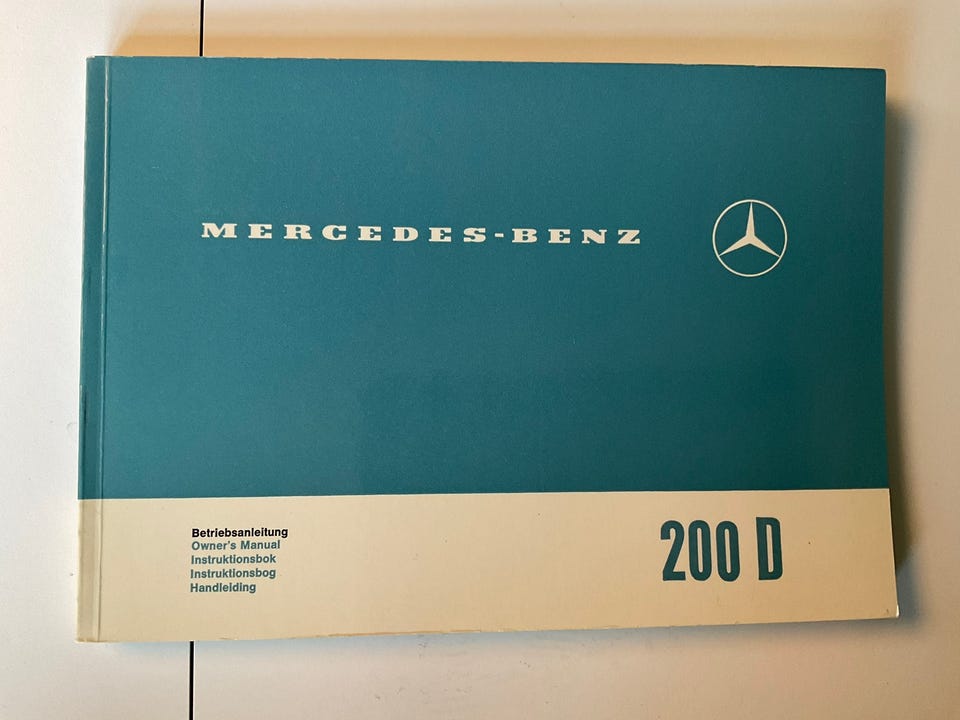 MERCEDES-BENZ
Betriebsanleitung
Owner's Manual
Instruktionsbok
Instruktionsbog
Handleiding
200 D